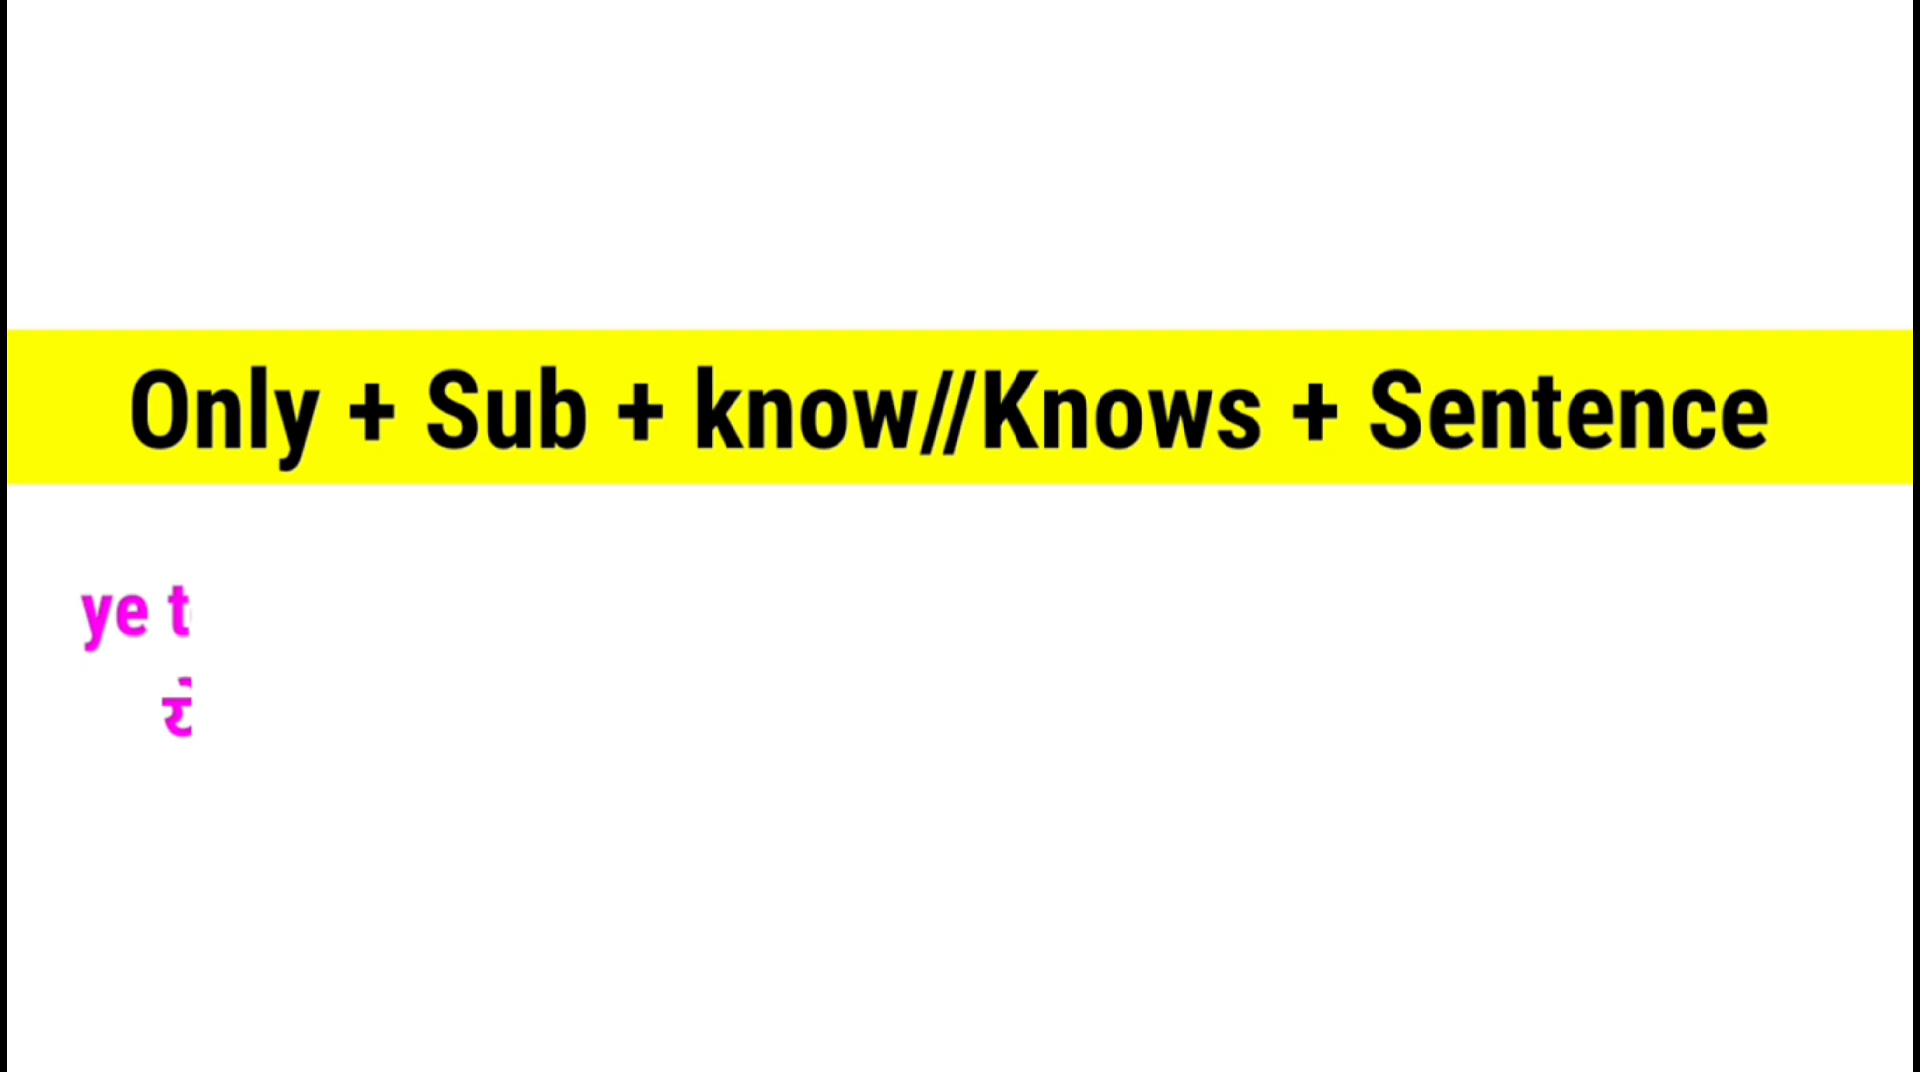 Only + Sub + know//Knows + Sentence
ye t